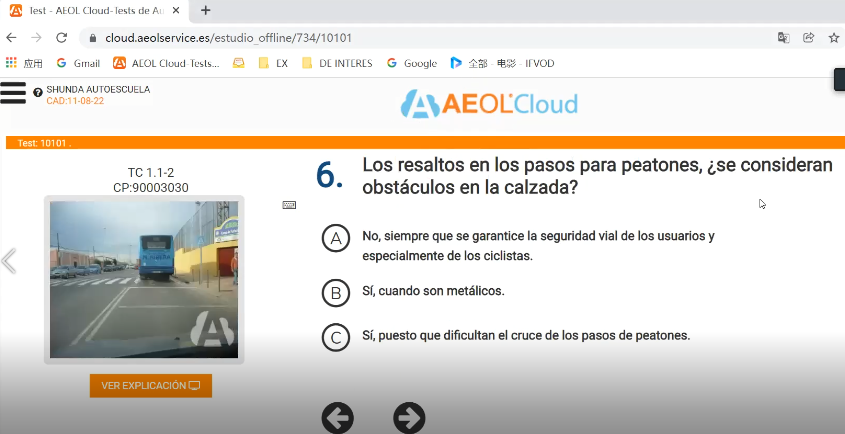 Test - AEOL Cloud-Tests de Au
cloud.aeolservice.es/estudio_offline/734/10101
应用 Gmail AEOL Cloud-Tests... EX DE INTERES Google 全部 - 电影 - IFVOD
SHUNDA AUTOESCUELA
CAD:11-08-22
AEOL Cloud
Test: 10101 .
TC 1.1-2
CP:90003030
6. Los resaltos en los pasos para peatones, ¿se consideran
obstáculos en la calzada?
A No, siempre que se garantice la seguridad vial de los usuarios y
especialmente de los ciclistas.
B Sí, cuando son metálicos.
C Sí, puesto que dificultan el cruce de los pasos de peatones.
VER EXPLICACIÓN